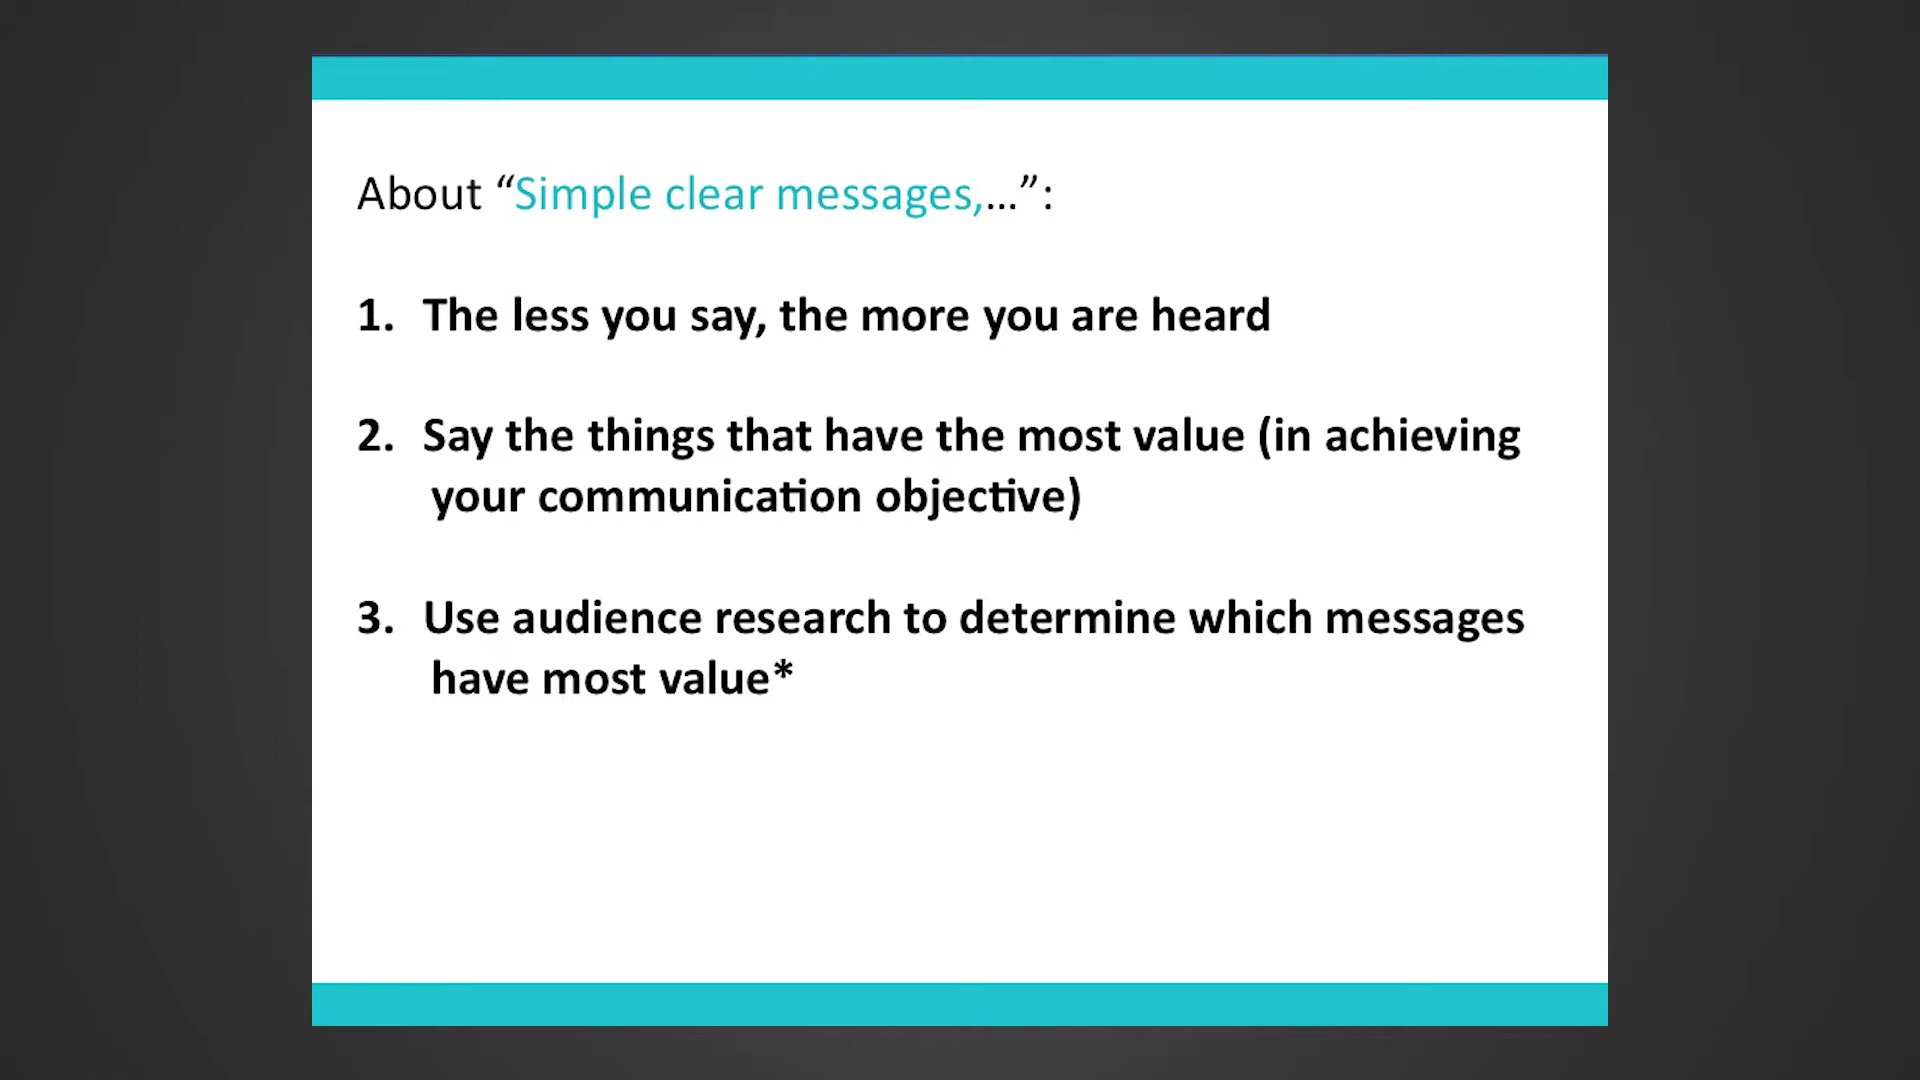 About “Simple clear messages,…”:
1. The less you say, the more you are heard
2. Say the things that have the most value (in achieving
your communication objective)
3. Use audience research to determine which messages
have most value*